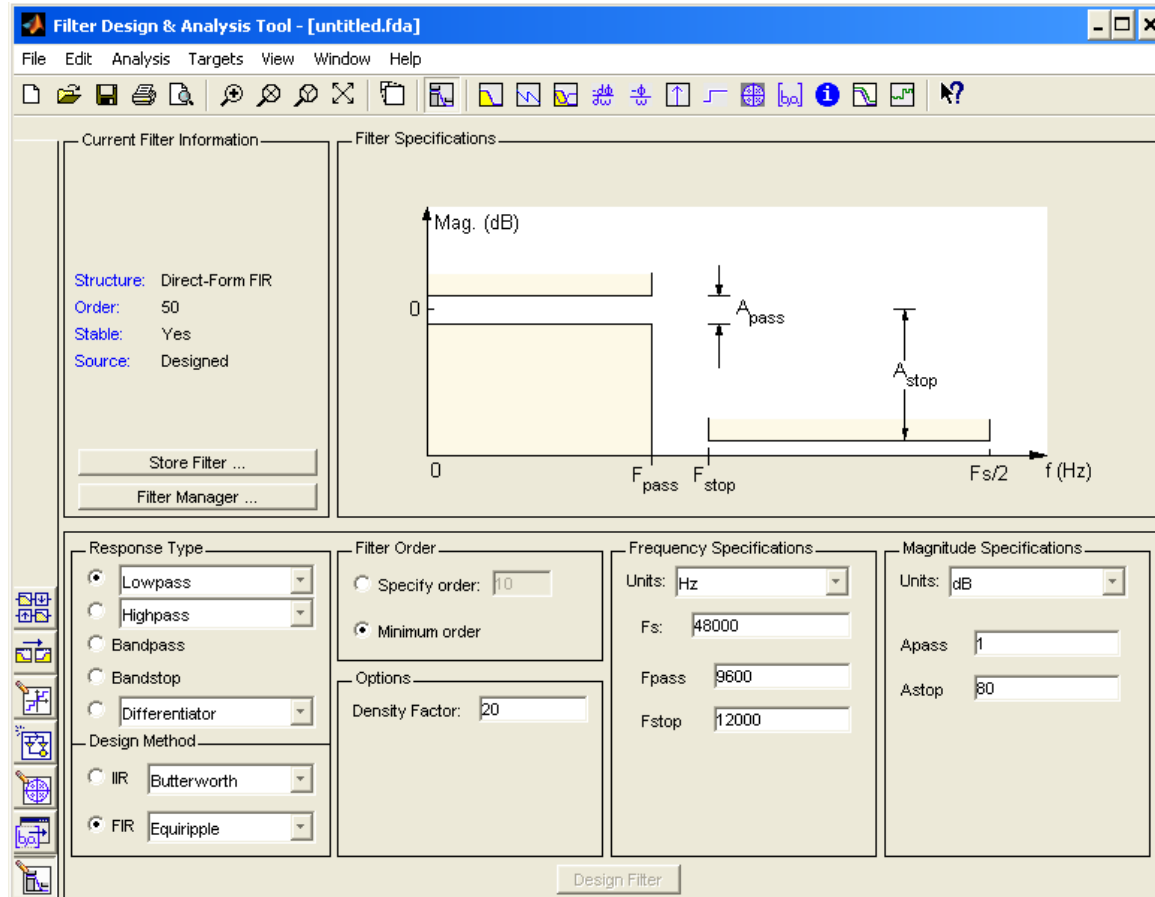 Filter Design & Analysis Tool - [untitled.fda]
File Edit Analysis Targets View Window Help
Current Filter Information
Structure: Direct-Form FIR
Order: 50
Stable: Yes
Source: Designed
Store Filter ...
Filter Manager ...
Filter Specifications
Mag. (dB)
0
A pass
A stop
0
F pass
F stop
Fs/2
f (Hz)
Response Type
Lowpass
Highpass
Bandpass
Bandstop
Differentiator
Design Method
IIR Butterworth
FIR Equiripple
Filter Order
Specify order: 10
Minimum order
Options
Density Factor: 20
Frequency Specifications
Units: Hz
Fs: 48000
Fpass 9600
Fstop 12000
Magnitude Specifications
Units: dB
Apass 1
Astop 80
Design Filter